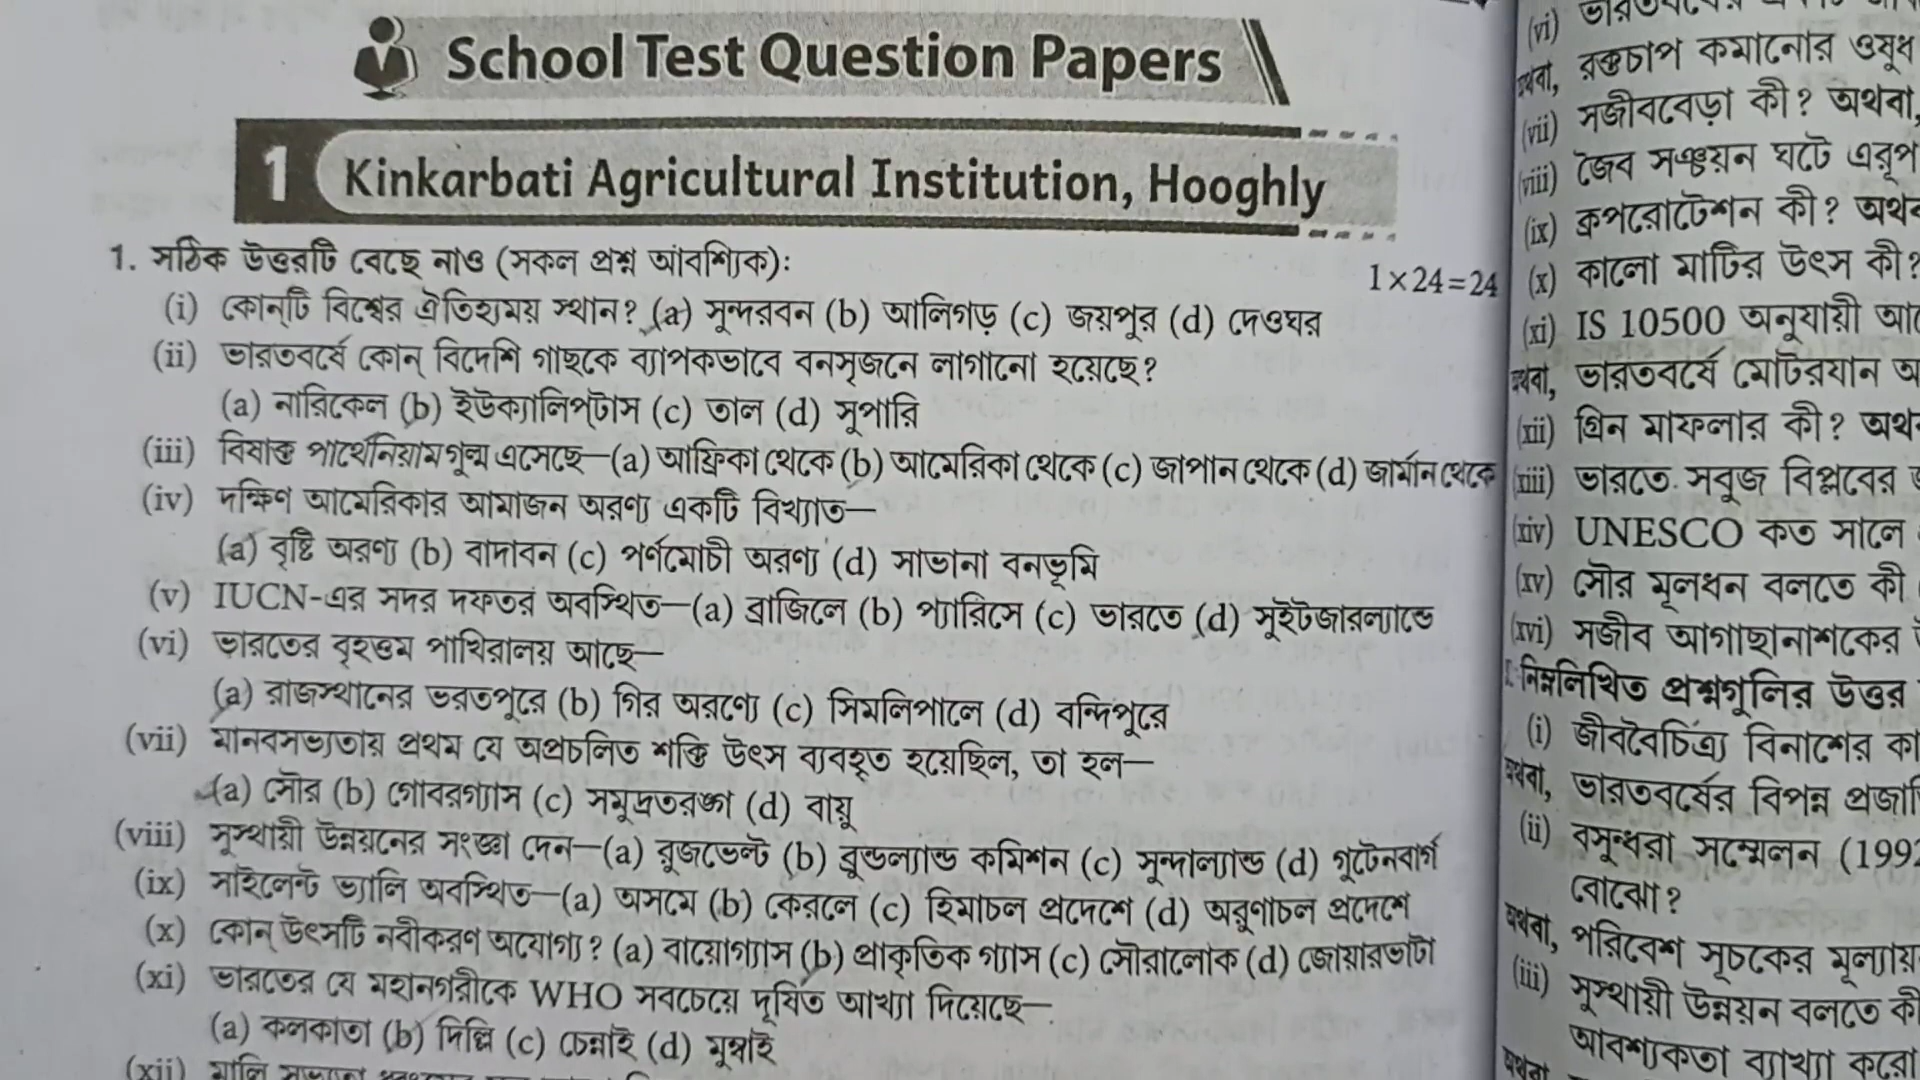 School Test Question Papers
1 Kinkarbati Agricultural Institution, Hooghly
1. সঠিক উত্তরটি বেছে নাও (সকল প্রশ্ন আবশ্যিক): 1×24=24
(i) কোন্‌টি বিশ্বের ঐতিহ্যময় স্থান? (a) সুন্দরবন (b) আলিগড় (c) জয়পুর (d) দেওঘর
(ii) ভারতবর্ষে কোন্ বিদেশি গাছকে ব্যাপকভাবে বনসৃজনে লাগানো হয়েছে?
(a) নারিকেল (b) ইউক্যালিপ্‌টাস (c) তাল (d) সুপারি
(iii) বিষাক্ত পার্থেনিয়াম গুল্ম এসেছে—(a) আফ্রিকা থেকে (b) আমেরিকা থেকে (c) জাপান থেকে (d) জার্মান থেকে
(iv) দক্ষিণ আমেরিকার আমাজন অরণ্য একটি বিখ্যাত—
(a) বৃষ্টি অরণ্য (b) বাদাবন (c) পর্ণমোচী অরণ্য (d) সাভানা বনভূমি
(v) IUCN-এর সদর দফতর অবস্থিত—(a) ব্রাজিলে (b) প্যারিসে (c) ভারতে (d) সুইটজারল্যান্ডে
(vi) ভারতের বৃহত্তম পাখিরালয় আছে—
(a) রাজস্থানের ভরতপুরে (b) গির অরণ্যে (c) সিমলিপালে (d) বন্দিপুরে
(vii) মানবসভ্যতায় প্রথম যে অপ্রচলিত শক্তি উৎস ব্যবহৃত হয়েছিল, তা হল—
(a) সৌর (b) গোবরগ্যাস (c) সমুদ্রতরঙ্গ (d) বায়ু
(viii) সুস্থায়ী উন্নয়নের সংজ্ঞা দেন—(a) রুজভেল্ট (b) ব্রুন্ডল্যান্ড কমিশন (c) সুন্দাল্যান্ড (d) গুটেনবার্গ
(ix) সাইলেন্ট ভ্যালি অবস্থিত—(a) অসমে (b) কেরলে (c) হিমাচল প্রদেশে (d) অরুণাচল প্রদেশে
(x) কোন্ উৎসটি নবীকরণ অযোগ্য? (a) বায়োগ্যাস (b) প্রাকৃতিক গ্যাস (c) সৌরালোক (d) জোয়ারভাটা
(xi) ভারতের যে মহানগরীকে WHO সবচেয়ে দূষিত আখ্যা দিয়েছে—
(a) কলকাতা (b) দিল্লি (c) চেন্নাই (d) মুম্বাই
(xii)
(vi)
রক্তচাপ কমানোর ওষুধ
(vii) সজীববেড়া কী? অথবা,
(viii) জৈব সঞ্চয়ন ঘটে এরূপ
(ix) ক্রপরোটেশন কী?
(x) কালো মাটির উৎস কী?
(xi) IS 10500 অনুযায়ী
অথবা, ভারতবর্ষে মোটরযান
(xii) গ্রিন মাফলার কী?
(xiii) ভারতে সবুজ বিপ্লবের
(xiv) UNESCO কত সালে
(xv) সৌর মূলধন বলতে কী
(xvi) সজীব আগাছানাশকের
নিম্নলিখিত প্রশ্নগুলির উত্তর
(i) জীববৈচিত্র্য বিনাশের
অথবা, ভারতবর্ষের বিপন্ন
(ii) বসুন্ধরা সম্মেলন (1992
বোঝো?
অথবা, পরিবেশ সূচকের
(iii) সুস্থায়ী উন্নয়ন বলতে কী
আবশ্যকতা ব্যাখ্যা করো